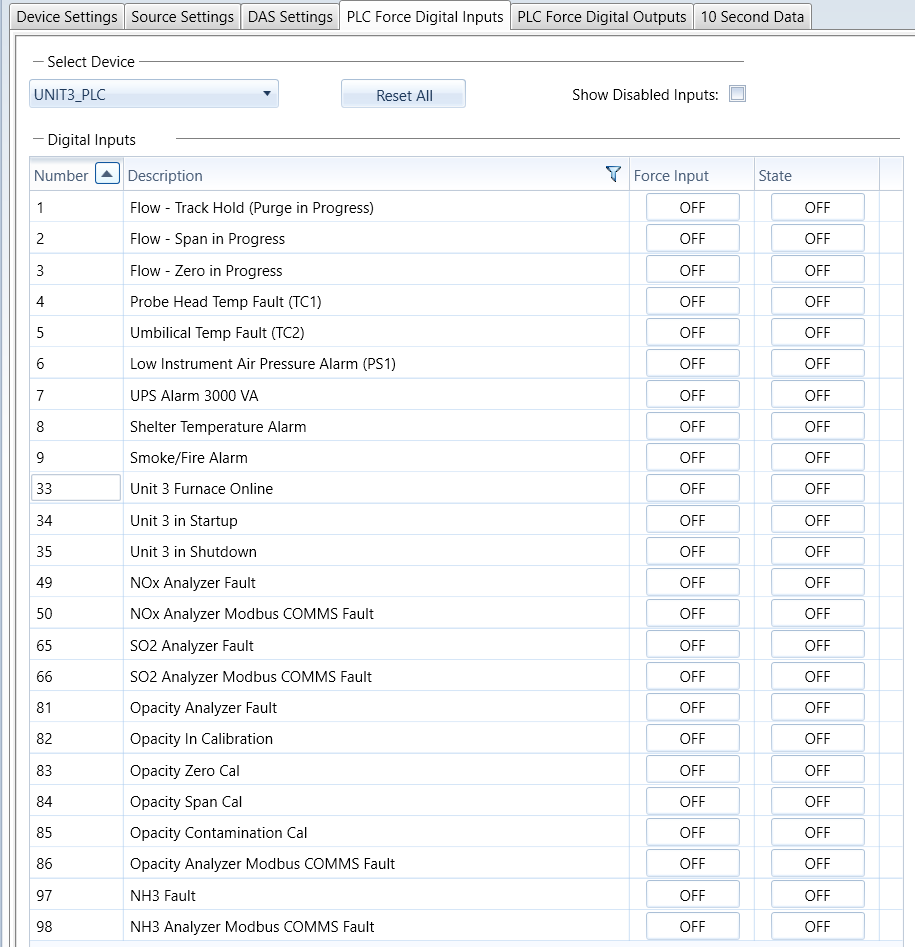 Device Settings Source Settings DAS Settings PLC Force Digital Inputs PLC Force Digital Outputs 10 Second Data
Select Device
UNIT3_PLC Reset All Show Disabled Inputs:
Digital Inputs
Number Description Force Input State
1 Flow - Track Hold (Purge in Progress) OFF OFF
2 Flow - Span in Progress OFF OFF
3 Flow - Zero in Progress OFF OFF
4 Probe Head Temp Fault (TC1) OFF OFF
5 Umbilical Temp Fault (TC2) OFF OFF
6 Low Instrument Air Pressure Alarm (PS1) OFF OFF
7 UPS Alarm 3000 VA OFF OFF
8 Shelter Temperature Alarm OFF OFF
9 Smoke/Fire Alarm OFF OFF
33 Unit 3 Furnace Online OFF OFF
34 Unit 3 in Startup OFF OFF
35 Unit 3 in Shutdown OFF OFF
49 NOx Analyzer Fault OFF OFF
50 NOx Analyzer Modbus COMMS Fault OFF OFF
65 SO2 Analyzer Fault OFF OFF
66 SO2 Analyzer Modbus COMMS Fault OFF OFF
81 Opacity Analyzer Fault OFF OFF
82 Opacity In Calibration OFF OFF
83 Opacity Zero Cal OFF OFF
84 Opacity Span Cal OFF OFF
85 Opacity Contamination Cal OFF OFF
86 Opacity Analyzer Modbus COMMS Fault OFF OFF
97 NH3 Fault OFF OFF
98 NH3 Analyzer Modbus COMMS Fault OFF OFF